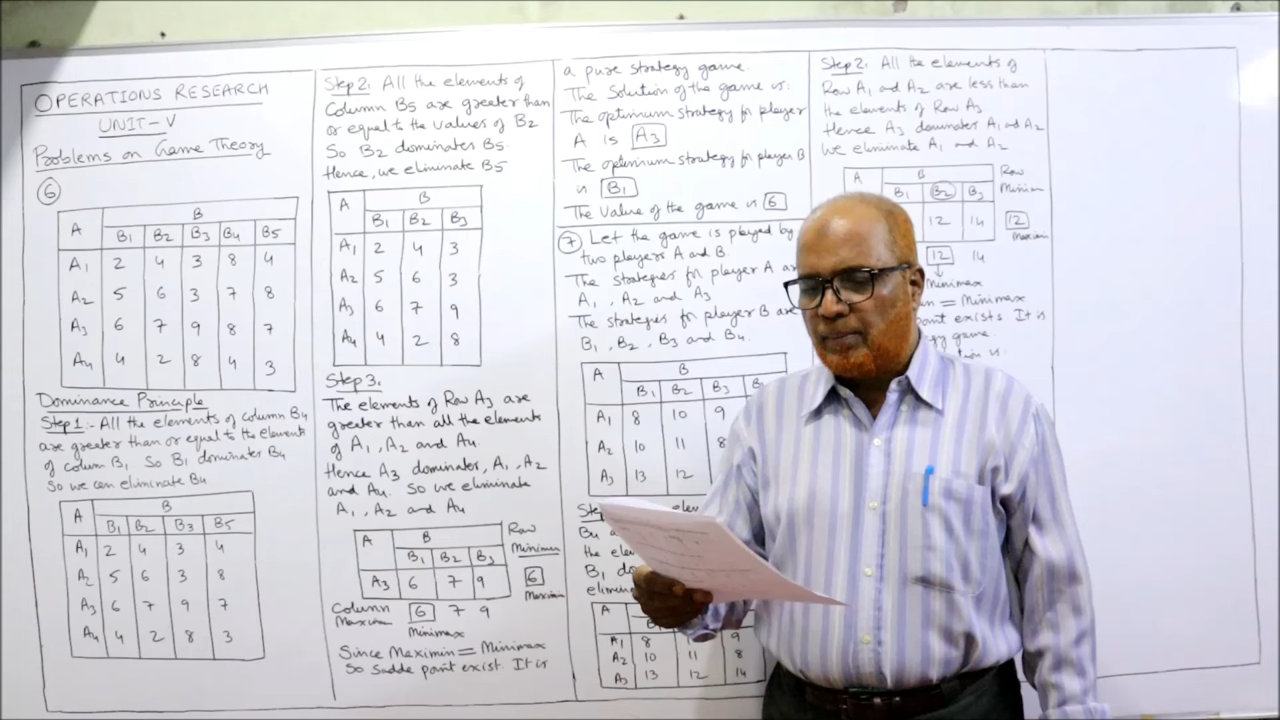 OPERATIONS RESEARCH
UNIT-V
Problems on Game Theory
6
A B
B1 B2 B3 B4 B5
A1 2 4 3 8 4
A2 5 6 3 7 8
A3 6 7 9 8 7
A4 4 2 8 4 3
Dominance Principle
Step 1:- All the elements of column B4
are greater than or equal to the elements
of colum B1 So B1 dominates B4
So we can eliminate B4
A B
B1 B2 B3 B5
A1 2 4 3 4
A2 5 6 3 8
A3 6 7 9 7
A4 4 2 8 3
Step 2: All the elements of
Column B5 are greater than
or equal to the values of B2
So B2 dominates B5.
Hence, we eliminate B5
A B
B1 B2 B3
A1 2 4 3
A2 5 6 3
A3 6 7 9
A4 4 2 8
Step 3.
The elements of Row A3 are
greater than all the elements
of A1, A2 and A4.
Hence A3 dominates, A1, A2
and A4. So we eliminate
A1, A2 and A4
A B Row
B1 B2 B3 Minimum
A3 6 7 9 6
Maximin
Column 6 7 9
Maximum
Minimax
Since Maximin = Minimax
So sadde point exist. It is
a pure strategy game.
The Solution of the game is:
The optimum strategy for player
A is A3
The optimum strategy for player B
is B1
The value of the game is 6
7 Let the game is played by
two players A and B.
The strategies for player A are
A1, A2 and A3
The strategies for player B are
B1, B2, B3 and B4.
A B
B1 B2 B3
A1 8 10 9
A2 10 11 8
A3 13 12
B4
the
B1
A
A1 8 9
A2 10 11 8
A3 13 12 14
Step 2: All the elements of
Row A1 and A2 are less than
the elements of Row A3
Hence A3 dominates A1 and A2
We eliminate A1 and A2
A B Row
B1 B2 B3 Minimum
12 14 12
Maximin
12 14
Minimax
= Minimax
point exists It is
game.
is